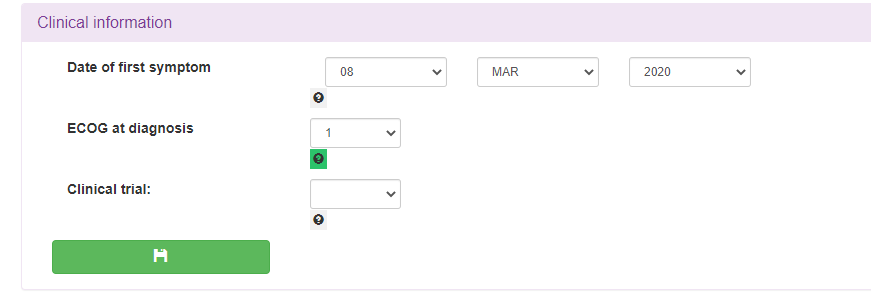 Clinical information
Date of first symptom 08 MAR 2020
?
ECOG at diagnosis 1
?
Clinical trial:
?